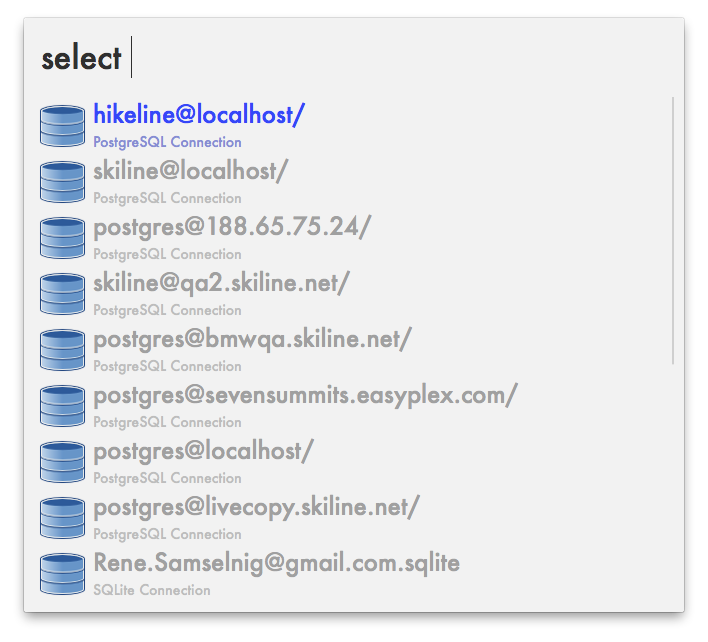 select
hikeline@localhost/
PostgreSQL Connection
skiline@localhost/
PostgreSQL Connection
postgres@188.65.75.24/
PostgreSQL Connection
skiline@qa2.skiline.net/
PostgreSQL Connection
postgres@bmwqa.skiline.net/
PostgreSQL Connection
postgres@sevensummits.easyplex.com/
PostgreSQL Connection
postgres@localhost/
PostgreSQL Connection
postgres@livecopy.skiline.net/
PostgreSQL Connection
Rene.Samselnig@gmail.com.sqlite
SQLite Connection